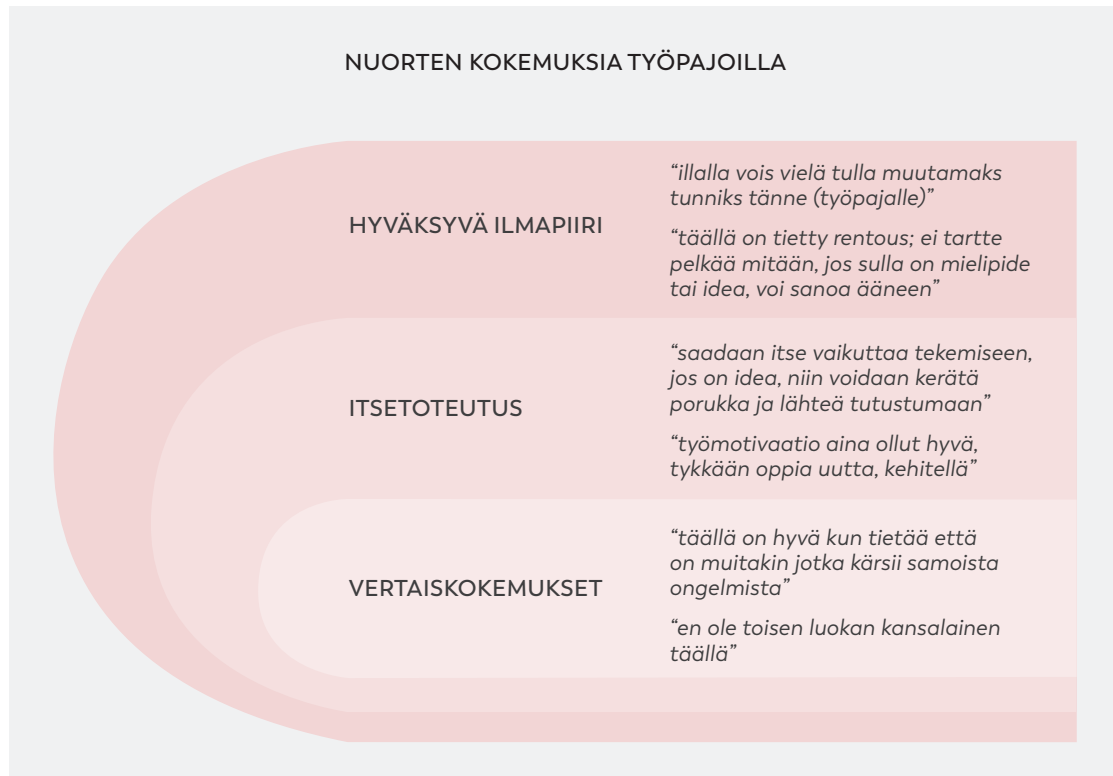 NUORTEN KOKEMUKSIA TYÖPAJOILLA
HYVÄKSYVÄ ILMAPIIRI
“illalla vois vielä tulla muutamaks
tunniks tänne (työpajalle)”
“täällä on tietty rentous; ei tartte
pelkää mitään, jos sulla on mielipide
tai idea, voi sanoa ääneen”
ITSETOTEUTUS
“saadaan itse vaikuttaa tekemiseen,
jos on idea, niin voidaan kerätä
porukka ja lähteä tutustumaan”
“työmotivaatio aina ollut hyvä,
tykkään oppia uutta, kehitellä”
VERTAISKOKEMUKSET
“täällä on hyvä kun tietää että
on muitakin jotka kärsii samoista
ongelmista”
“en ole toisen luokan kansalainen
täällä”